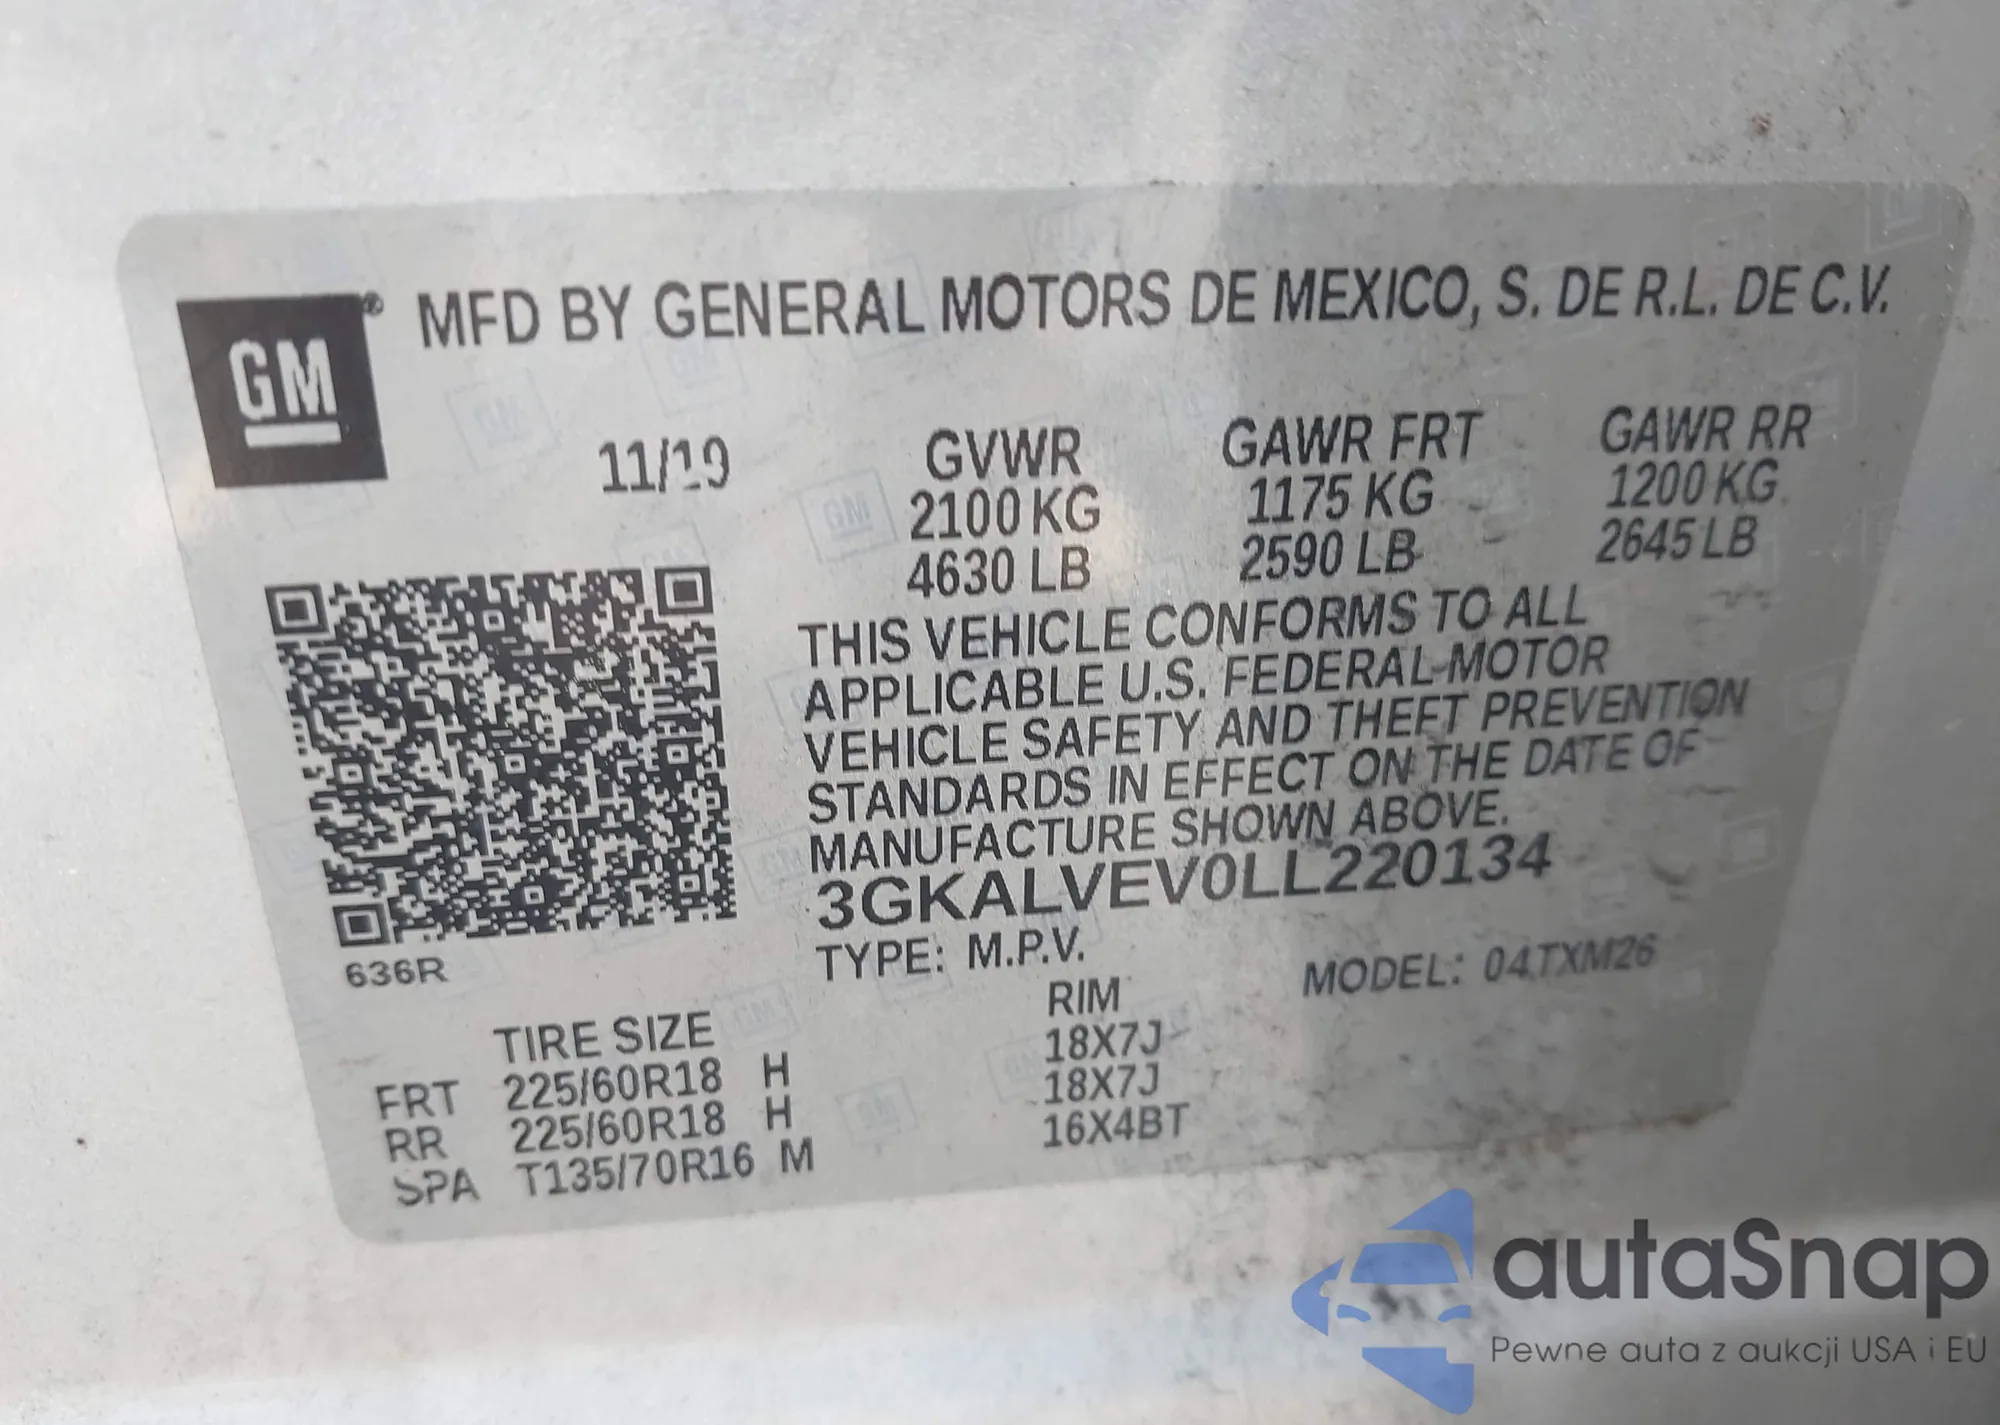 GM
MFD BY GENERAL MOTORS DE MEXICO, S. DE R.L. DE C.V.
11/19
GVWR
2100 KG
4630 LB
GAWR FRT
1175 KG
2590 LB
GAWR RR
1200 KG
2645 LB
THIS VEHICLE CONFORMS TO ALL
APPLICABLE U.S. FEDERAL MOTOR
VEHICLE SAFETY AND THEFT PREVENTION
STANDARDS IN EFFECT ON THE DATE OF
MANUFACTURE SHOWN ABOVE.
3GKALVEV0LL220134
TYPE: M.P.V.
MODEL: 04TXM26
636R
TIRE SIZE
RIM
FRT 225/60R18 H 18X7J
RR 225/60R18 H 18X7J
SPA T135/70R16 M 16X4BT
autaSnap
Pewne auta z aukcji USA i EU